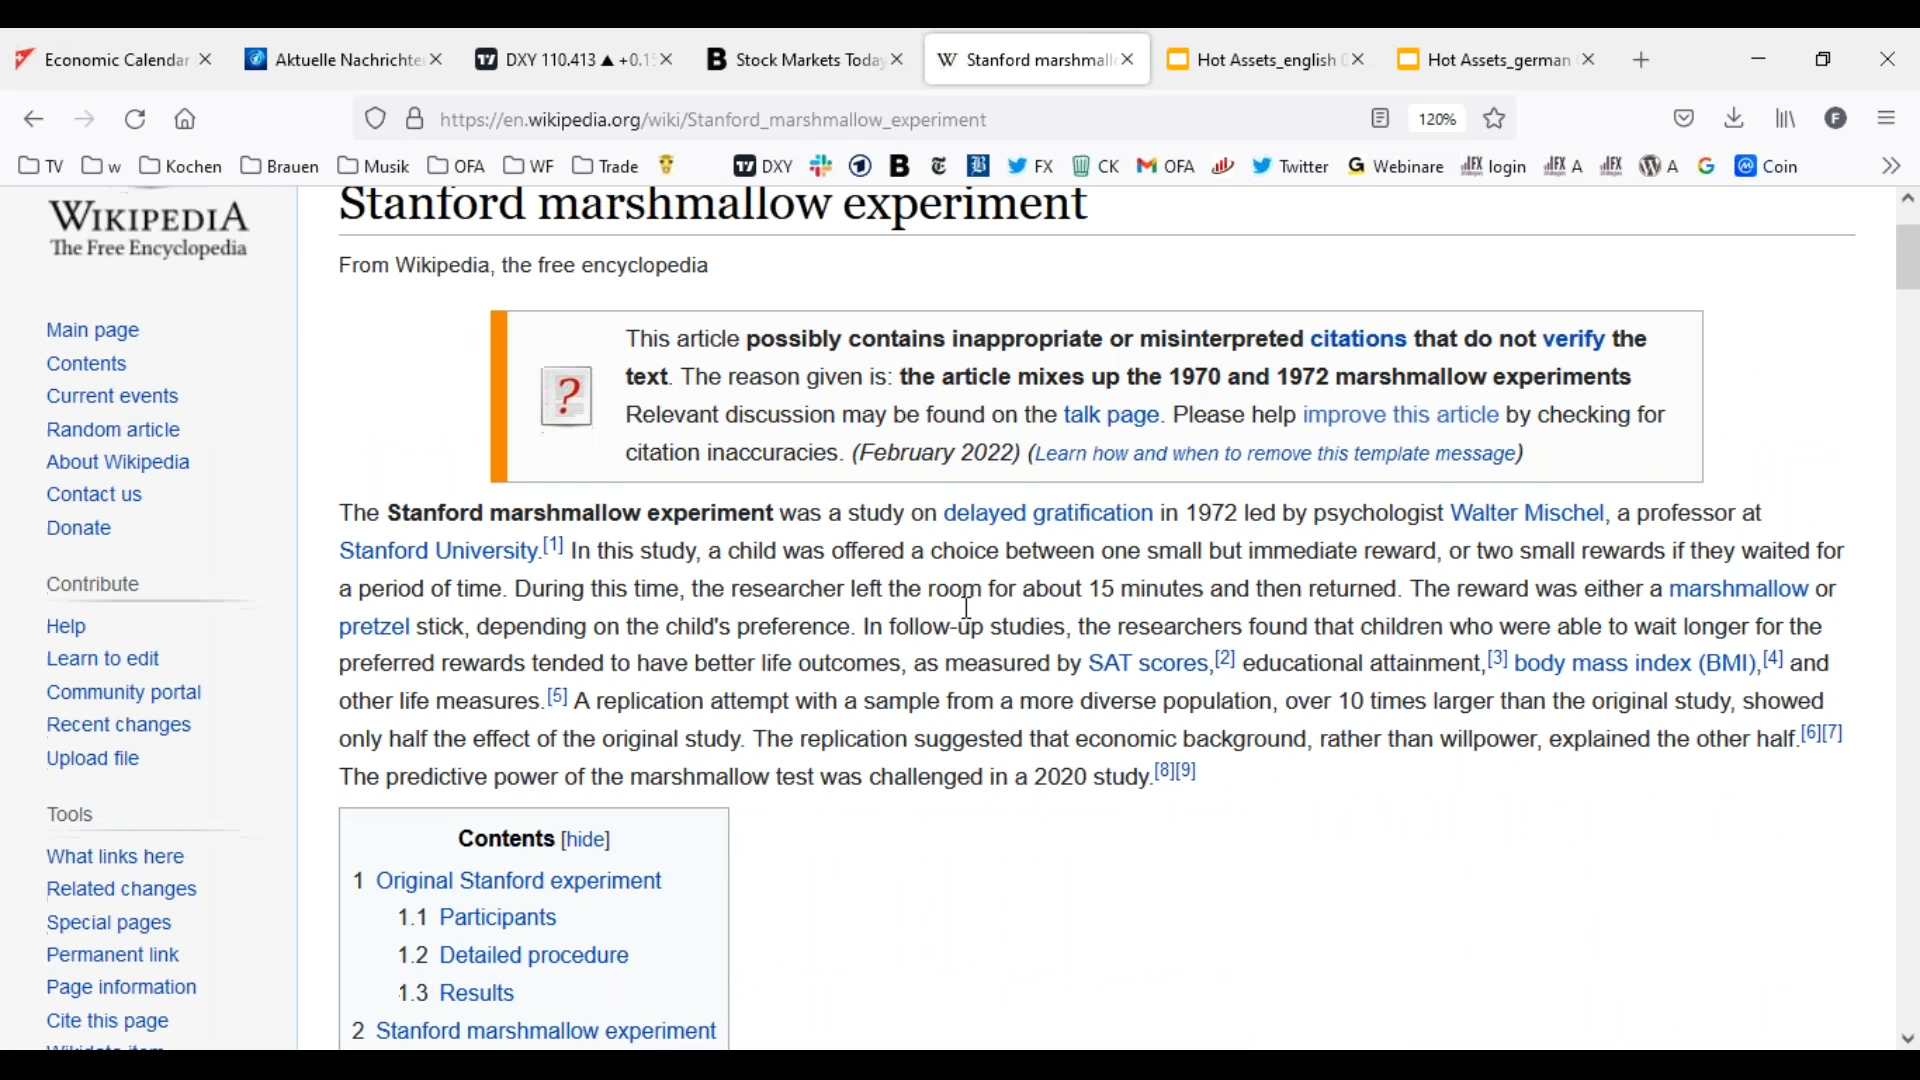 Economic Calendar
Aktuelle Nachrichte
DXY 110.413 ▲ +0.1
Stock Markets Today
Stanford marshmall
Hot Assets_english
Hot Assets_german
https://en.wikipedia.org/wiki/Stanford_marshmallow_experiment
120%
TV
w
Kochen
Brauen
Musik
OFA
WF
Trade
DXY
FX
CK
OFA
Twitter
Webinare
login
A
A
Coin
WIKIPEDIA
The Free Encyclopedia
Main page
Contents
Current events
Random article
About Wikipedia
Contact us
Donate
Contribute
Help
Learn to edit
Community portal
Recent changes
Upload file
Tools
What links here
Related changes
Special pages
Permanent link
Page information
Cite this page
Stanford marshmallow experiment
From Wikipedia, the free encyclopedia
This article possibly contains inappropriate or misinterpreted citations that do not verify the
text. The reason given is: the article mixes up the 1970 and 1972 marshmallow experiments
Relevant discussion may be found on the talk page. Please help improve this article by checking for
citation inaccuracies. (February 2022) (Learn how and when to remove this template message)
The Stanford marshmallow experiment was a study on delayed gratification in 1972 led by psychologist Walter Mischel, a professor at
Stanford University.[1] In this study, a child was offered a choice between one small but immediate reward, or two small rewards if they waited for
a period of time. During this time, the researcher left the room for about 15 minutes and then returned. The reward was either a marshmallow or
pretzel stick, depending on the child's preference. In follow-up studies, the researchers found that children who were able to wait longer for the
preferred rewards tended to have better life outcomes, as measured by SAT scores,[2] educational attainment,[3] body mass index (BMI),[4] and
other life measures.[5] A replication attempt with a sample from a more diverse population, over 10 times larger than the original study, showed
only half the effect of the original study. The replication suggested that economic background, rather than willpower, explained the other half.[6][7]
The predictive power of the marshmallow test was challenged in a 2020 study.[8][9]
Contents [hide]
1 Original Stanford experiment
1.1 Participants
1.2 Detailed procedure
1.3 Results
2 Stanford marshmallow experiment